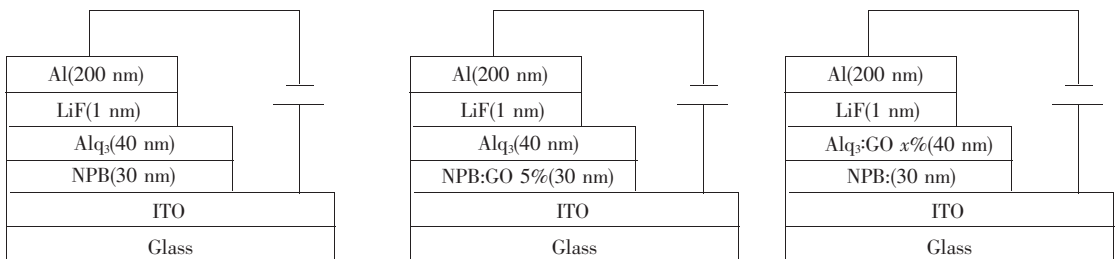 Al(200 nm)
LiF(1 nm)
Alq₃(40 nm)
NPB(30 nm)
ITO
Glass
Al(200 nm)
LiF(1 nm)
Alq₃(40 nm)
NPB:GO 5%(30 nm)
ITO
Glass
Al(200 nm)
LiF(1 nm)
Alq₃:GO x%(40 nm)
NPB:(30 nm)
ITO
Glass